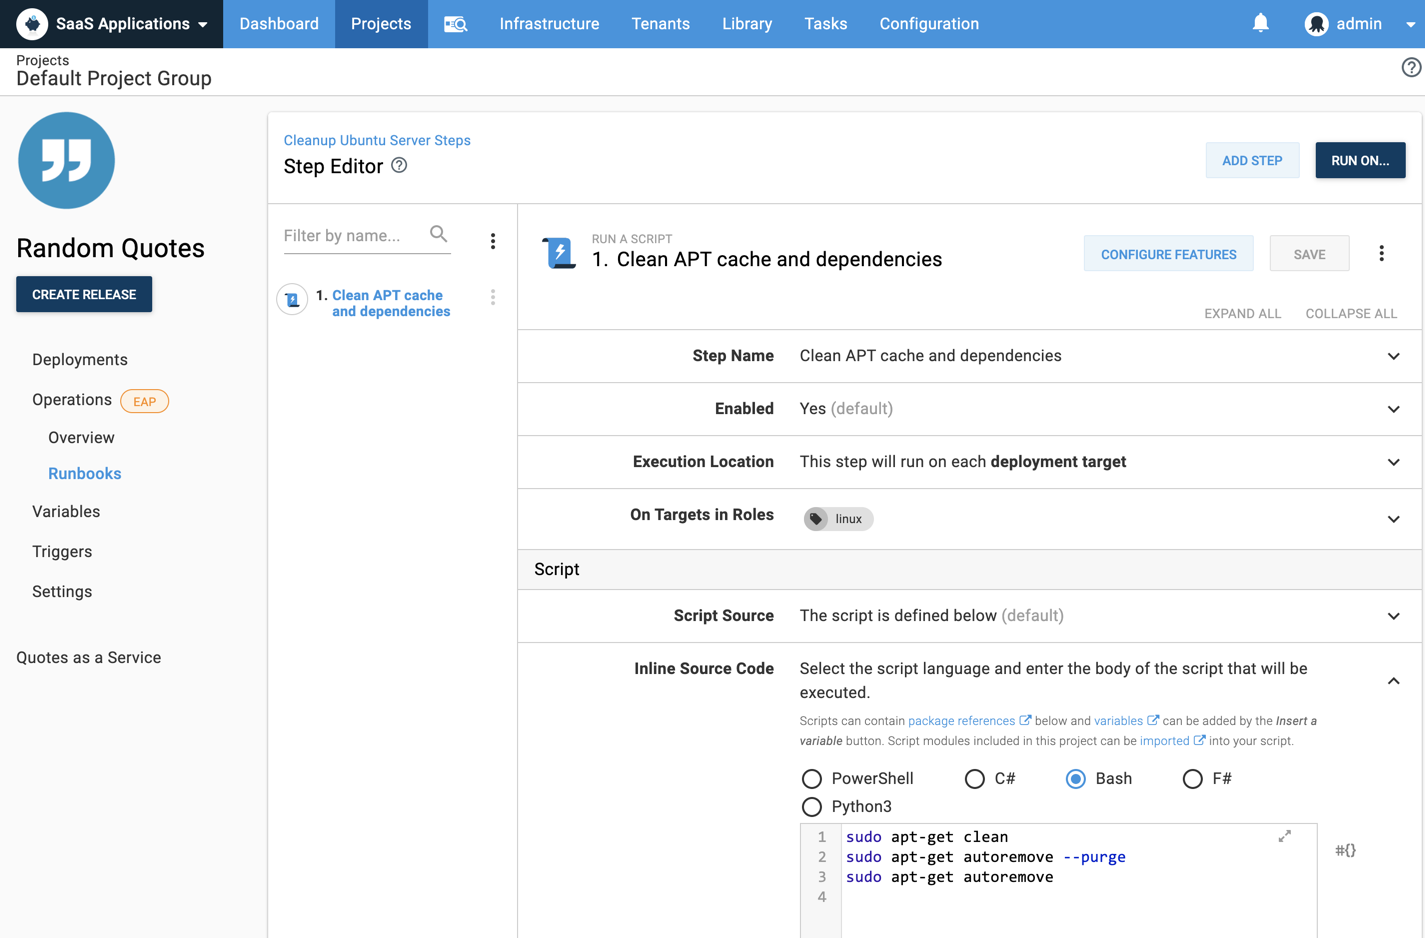 SaaS Applications
Dashboard
Projects
Infrastructure
Tenants
Library
Tasks
Configuration
admin
Projects
Default Project Group
Random Quotes
CREATE RELEASE
Deployments
Operations EAP
Overview
Runbooks
Variables
Triggers
Settings
Quotes as a Service
Cleanup Ubuntu Server Steps
Step Editor
ADD STEP
RUN ON...
Filter by name...
1. Clean APT cache
and dependencies
RUN A SCRIPT
1. Clean APT cache and dependencies
CONFIGURE FEATURES
SAVE
EXPAND ALL
COLLAPSE ALL
Step Name Clean APT cache and dependencies
Enabled Yes (default)
Execution Location This step will run on each deployment target
On Targets in Roles linux
Script
Script Source The script is defined below (default)
Inline Source Code Select the script language and enter the body of the script that will be
executed.
Scripts can contain package references below and variables can be added by the Insert a
variable button. Script modules included in this project can be imported into your script.
PowerShell C# Bash F#
Python3
1 sudo apt-get clean
2 sudo apt-get autoremove --purge
3 sudo apt-get autoremove
4
#{}